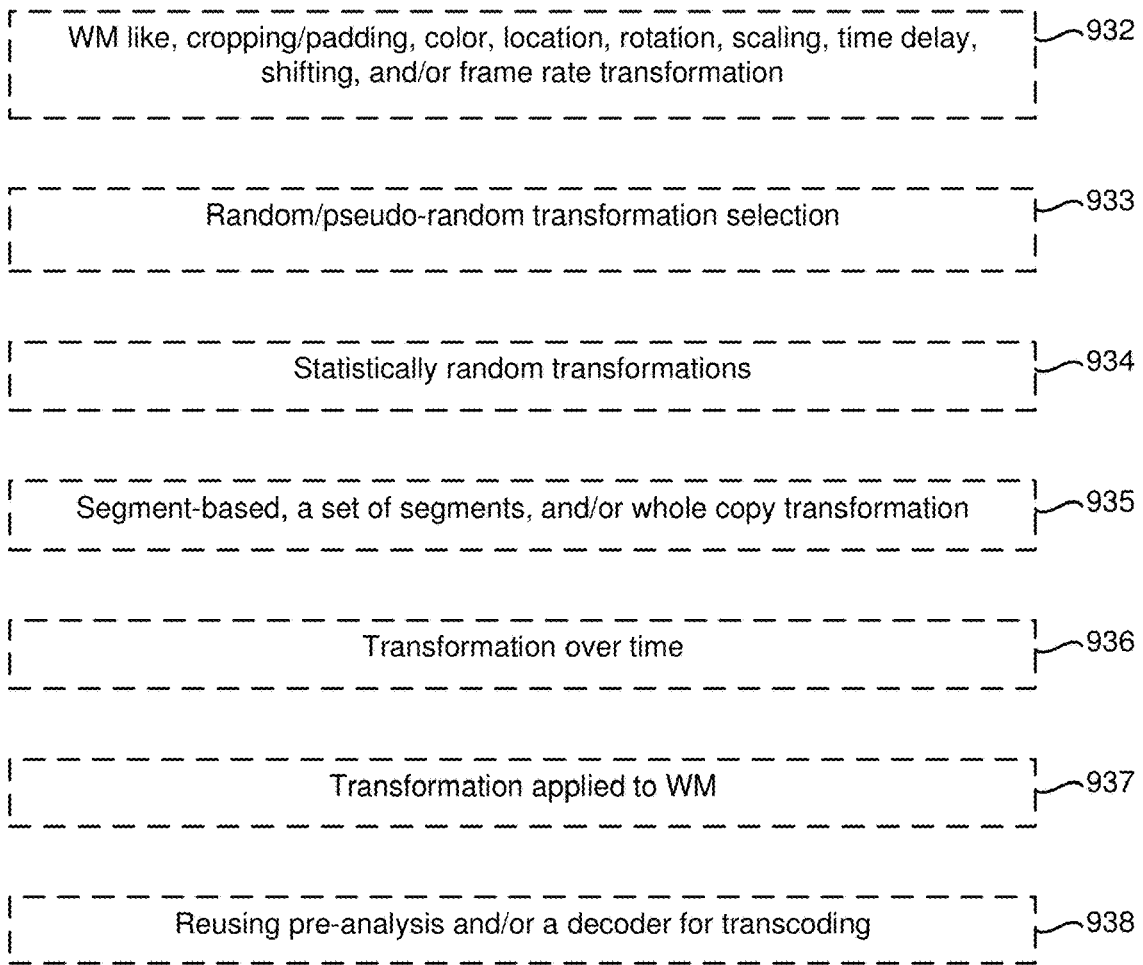 WM like, cropping/padding, color, location, rotation, scaling, time delay, 932
shifting, and/or frame rate transformation
Random/pseudo-random transformation selection 933
Statistically random transformations 934
Segment-based, a set of segments, and/or whole copy transformation 935
Transformation over time 936
Transformation applied to WM 937
Reusing pre-analysis and/or a decoder for transcoding 938